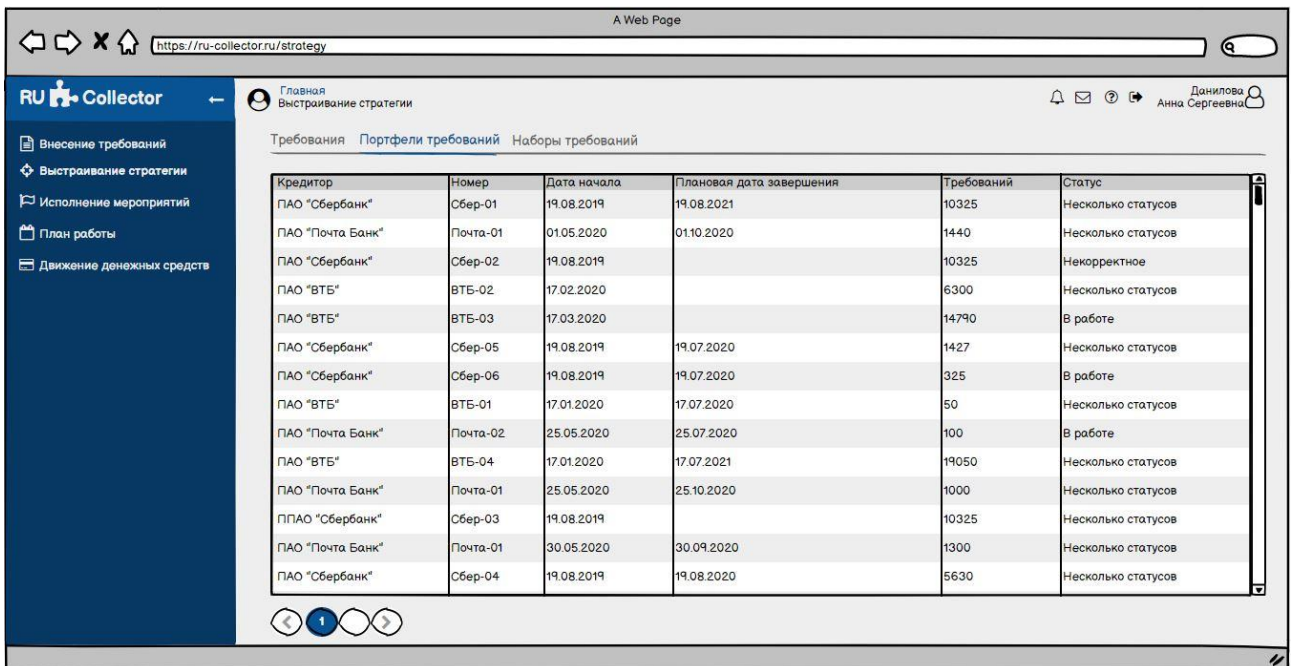 A Web Page
https://ru-collector.ru/strategy
RU Collector
Главная
Выстраивание стратегии
Данилова
Анна Сергеевна
Внесение требований
Выстраивание стратегии
Исполнение мероприятий
План работы
Движение денежных средств
Требования Портфели требований Наборы требований
Кредитор Номер Дата начала Плановая дата завершения Требований Статус
ПАО "Сбербанк" Сбер-01 19.08.2019 19.08.2021 10325 Несколько статусов
ПАО "Почта Банк" Почта-01 01.05.2020 01.10.2020 1440 Несколько статусов
ПАО "Сбербанк" Сбер-02 19.08.2019 10325 Некорректное
ПАО "ВТБ" ВТБ-02 17.02.2020 6300 Несколько статусов
ПАО "ВТБ" ВТБ-03 17.03.2020 14790 В работе
ПАО "Сбербанк" Сбер-05 19.08.2019 19.07.2020 1427 Несколько статусов
ПАО "Сбербанк" Сбер-06 19.08.2019 19.07.2020 325 В работе
ПАО "ВТБ" ВТБ-01 17.01.2020 17.07.2020 50 Несколько статусов
ПАО "Почта Банк" Почта-02 25.05.2020 25.07.2020 100 В работе
ПАО "ВТБ" ВТБ-04 17.01.2020 17.07.2021 19050 Несколько статусов
ПАО "Почта Банк" Почта-01 25.05.2020 25.10.2020 1000 Несколько статусов
ППАО "Сбербанк" Сбер-03 19.08.2019 10325 Несколько статусов
ПАО "Почта Банк" Почта-01 30.05.2020 30.09.2020 1300 Несколько статусов
ПАО "Сбербанк" Сбер-04 19.08.2019 19.08.2020 5630 Несколько статусов
1